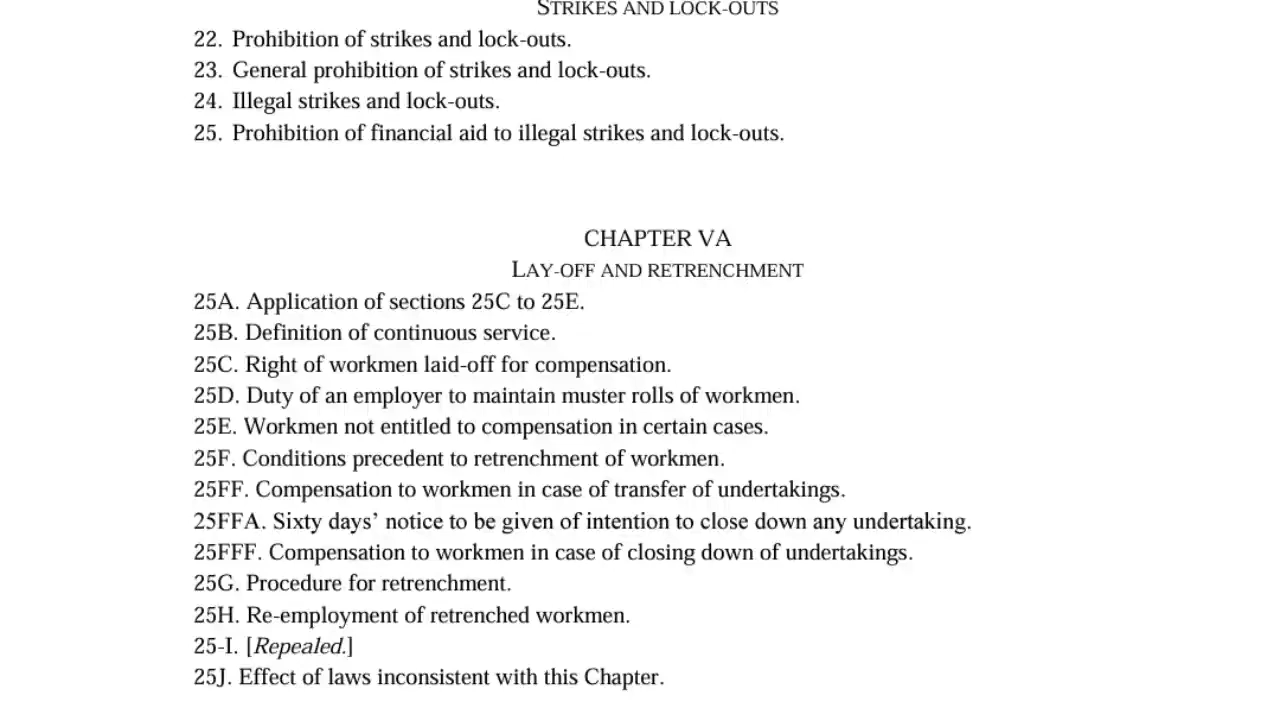 STRIKES AND LOCK-OUTS
22. Prohibition of strikes and lock-outs.
23. General prohibition of strikes and lock-outs.
24. Illegal strikes and lock-outs.
25. Prohibition of financial aid to illegal strikes and lock-outs.
CHAPTER VA
LAY-OFF AND RETRENCHMENT
25A. Application of sections 25C to 25E.
25B. Definition of continuous service.
25C. Right of workmen laid-off for compensation.
25D. Duty of an employer to maintain muster rolls of workmen.
25E. Workmen not entitled to compensation in certain cases.
25F. Conditions precedent to retrenchment of workmen.
25FF. Compensation to workmen in case of transfer of undertakings.
25FFA. Sixty days’ notice to be given of intention to close down any undertaking.
25FFF. Compensation to workmen in case of closing down of undertakings.
25G. Procedure for retrenchment.
25H. Re-employment of retrenched workmen.
25-I. [Repealed.]
25J. Effect of laws inconsistent with this Chapter.